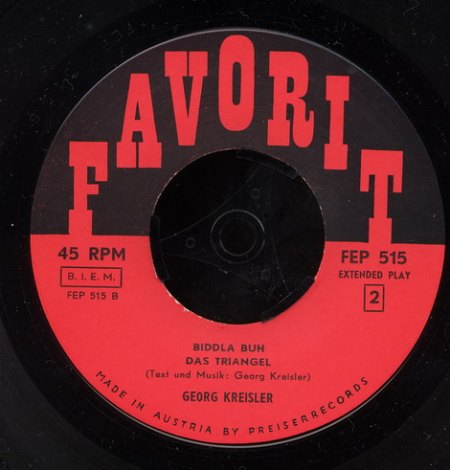 FAVORIT
45 RPM
B. I. E. M.
FEP 515 B
FEP 515
EXTENDED PLAY
2
BIDDLA BUH
DAS TRIANGEL
(Text und Musik: Georg Kreisler)
GEORG KREISLER
MADE IN AUSTRIA BY PREISERRECORDS